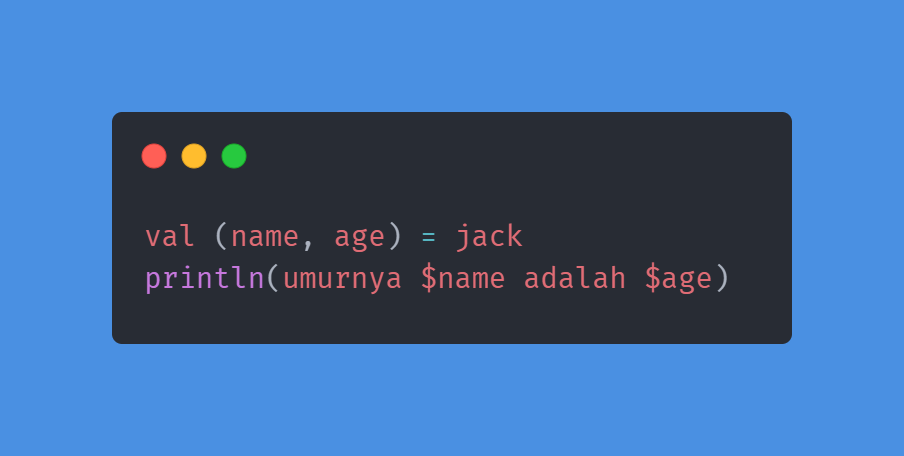 val (name, age) = jack
println(umurnya $name adalah $age)